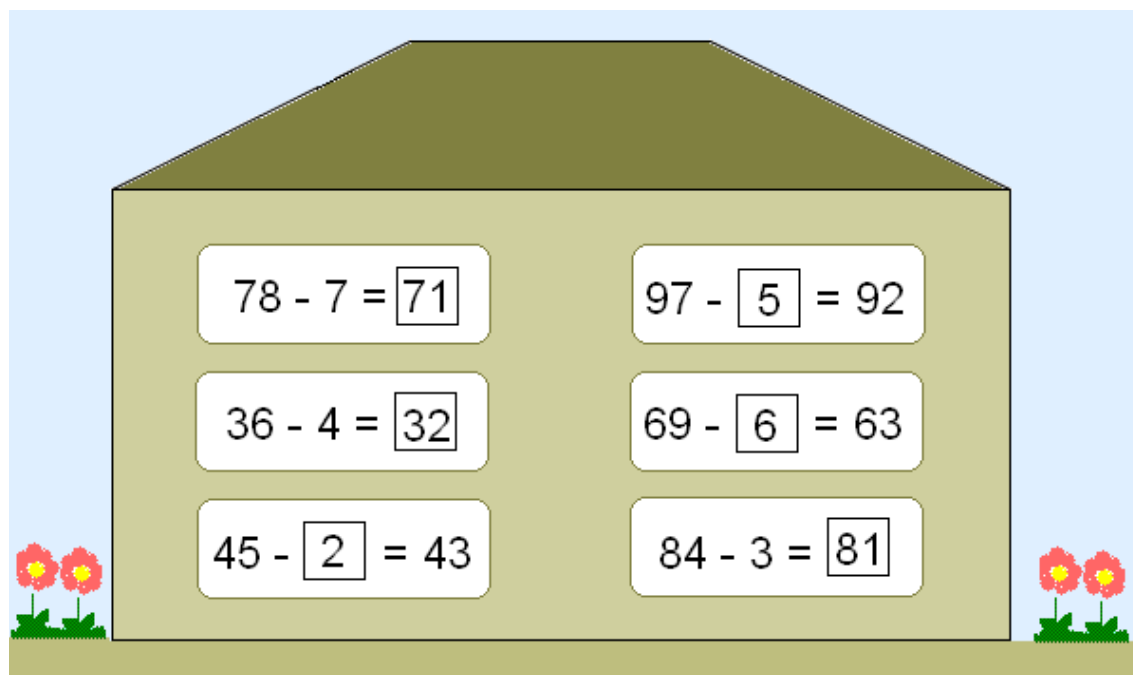 78 - 7 = 71
97 - 5 = 92
36 - 4 = 32
69 - 6 = 63
45 - 2 = 43
84 - 3 = 81